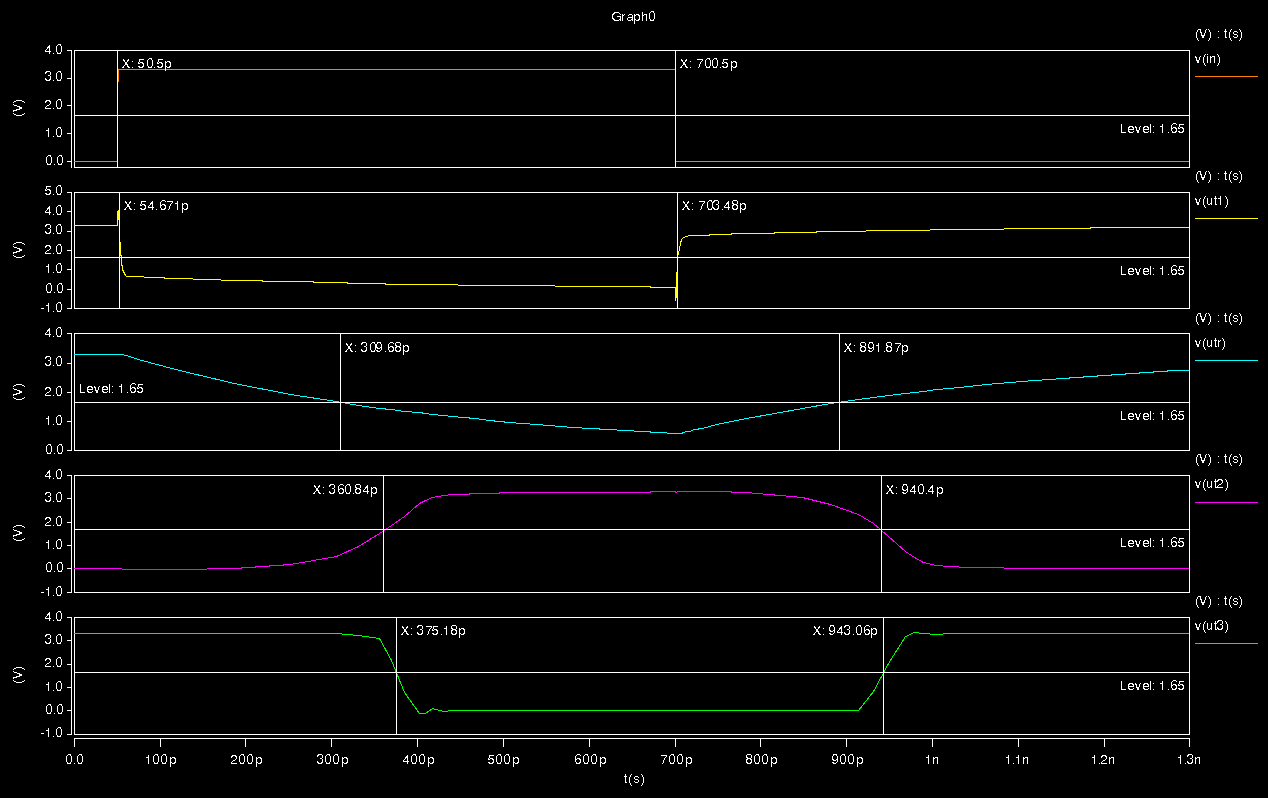 Graph0
(V) : t(s)
v(in)
4.0
3.0
2.0
1.0
0.0
(V)
X: 50.5p
X: 700.5p
Level: 1.65
(V) : t(s)
v(ut1)
5.0
4.0
3.0
2.0
1.0
0.0
-1.0
(V)
X: 54.671p
X: 703.48p
Level: 1.65
(V) : t(s)
v(utr)
4.0
3.0
2.0
1.0
0.0
(V)
X: 309.68p
X: 891.87p
Level: 1.65
Level: 1.65
(V) : t(s)
v(ut2)
4.0
3.0
2.0
1.0
0.0
-1.0
(V)
X: 360.84p
X: 940.4p
Level: 1.65
(V) : t(s)
v(ut3)
4.0
3.0
2.0
1.0
0.0
-1.0
(V)
X: 375.18p
X: 943.06p
Level: 1.65
0.0 100p 200p 300p 400p 500p 600p 700p 800p 900p 1n 1.1n 1.2n 1.3n
t(s)